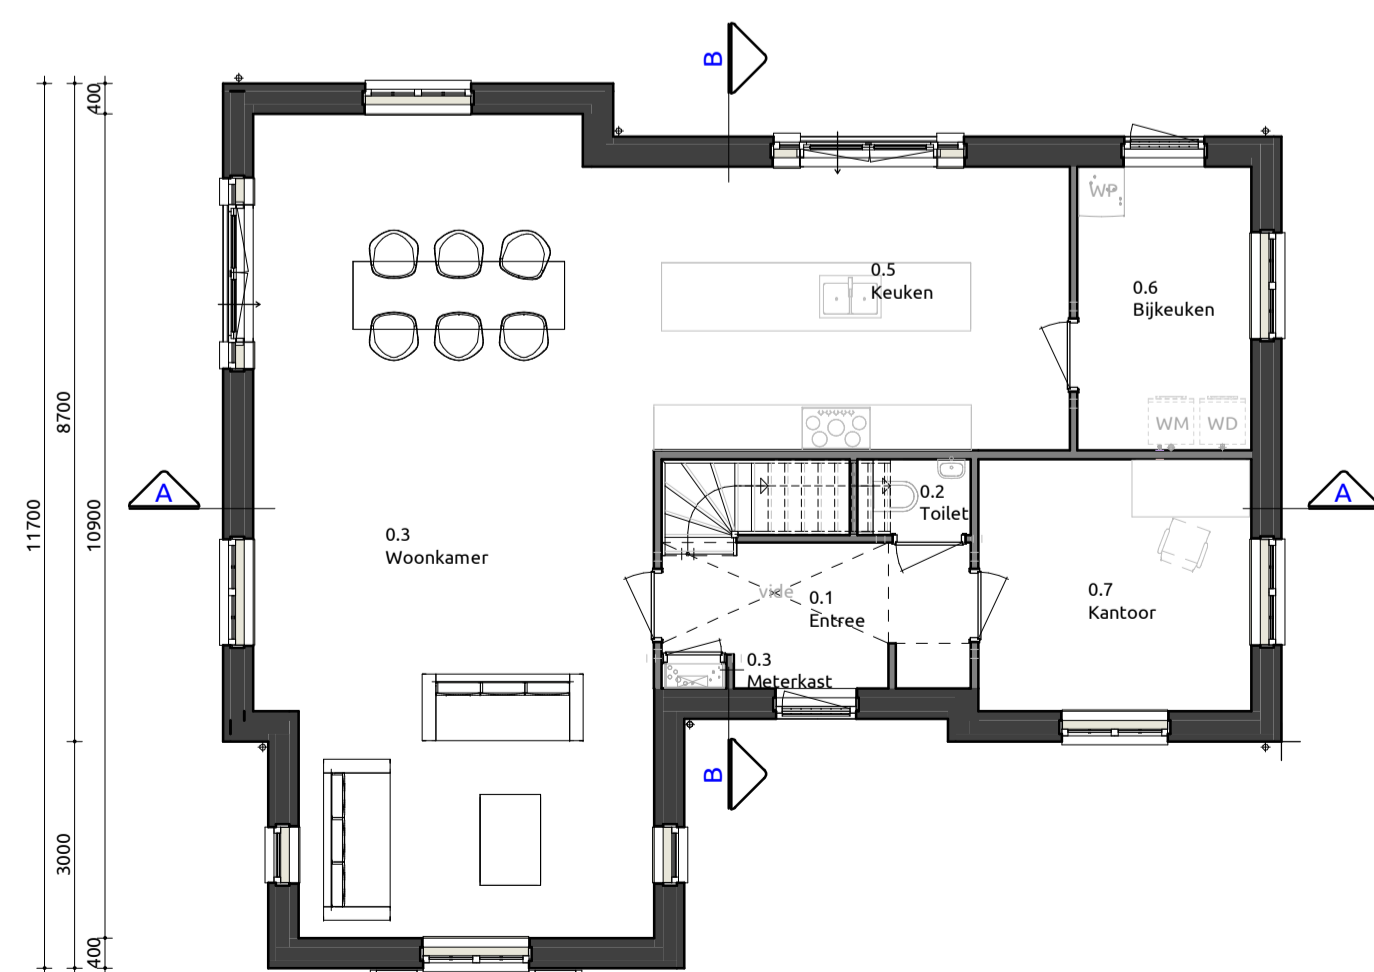 B
400
WP
0.5
Keuken
0.6
Bijkeuken
8700
WM
WD
A
A
0.2
Toilet
11700
10900
0.3
Woonkamer
vide
0.1
Entree
0.7
Kantoor
0.3
Meterkast
B
3000
400